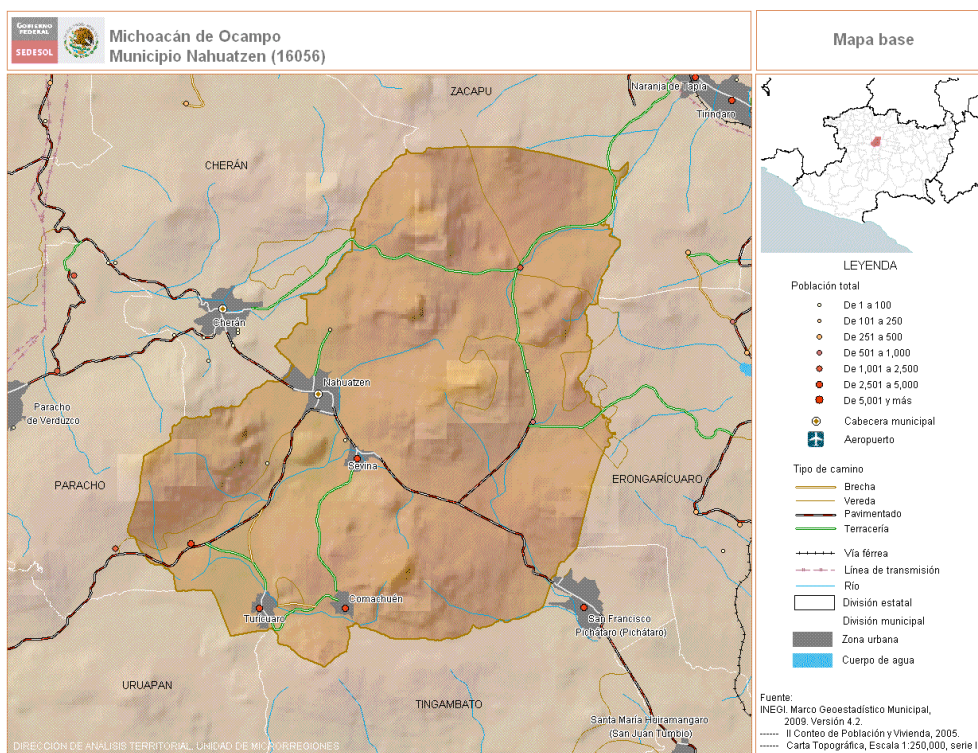 GOBIERNO
FEDERAL
SEDESOL
Michoacán de Ocampo
Municipio Nahuatzen (16056)
Mapa base
ZACAPU
Naranja de Tapia
Tiríndaro
CHERÁN
Cherán
Nahuatzen
Paracho
de Verduzco
Sevina
PARACHO
ERONGARÍCUARO
Comachuén
Turícuaro
San Francisco
Pichátaro (Pichátaro)
URUAPAN
TINGAMBATO
Santa María Huiramangaro
(San Juan Tumbio)
DIRECCIÓN DE ANÁLISIS TERRITORIAL, UNIDAD DE MICRORREGIONES
LEYENDA
Población total
De 1 a 100
De 101 a 250
De 251 a 500
De 501 a 1,000
De 1,001 a 2,500
De 2,501 a 5,000
De 5,001 y más
Cabecera municipal
Aeropuerto
Tipo de camino
Brecha
Vereda
Pavimentado
Terracería
Vía férrea
Línea de transmisión
Río
División estatal
División municipal
Zona urbana
Cuerpo de agua
Fuente:
INEGI. Marco Geoestadístico Municipal,
2009. Versión 4.2.
------ II Conteo de Población y Vivienda, 2005.
------ Carta Topográfica, Escala 1:250,000, serie